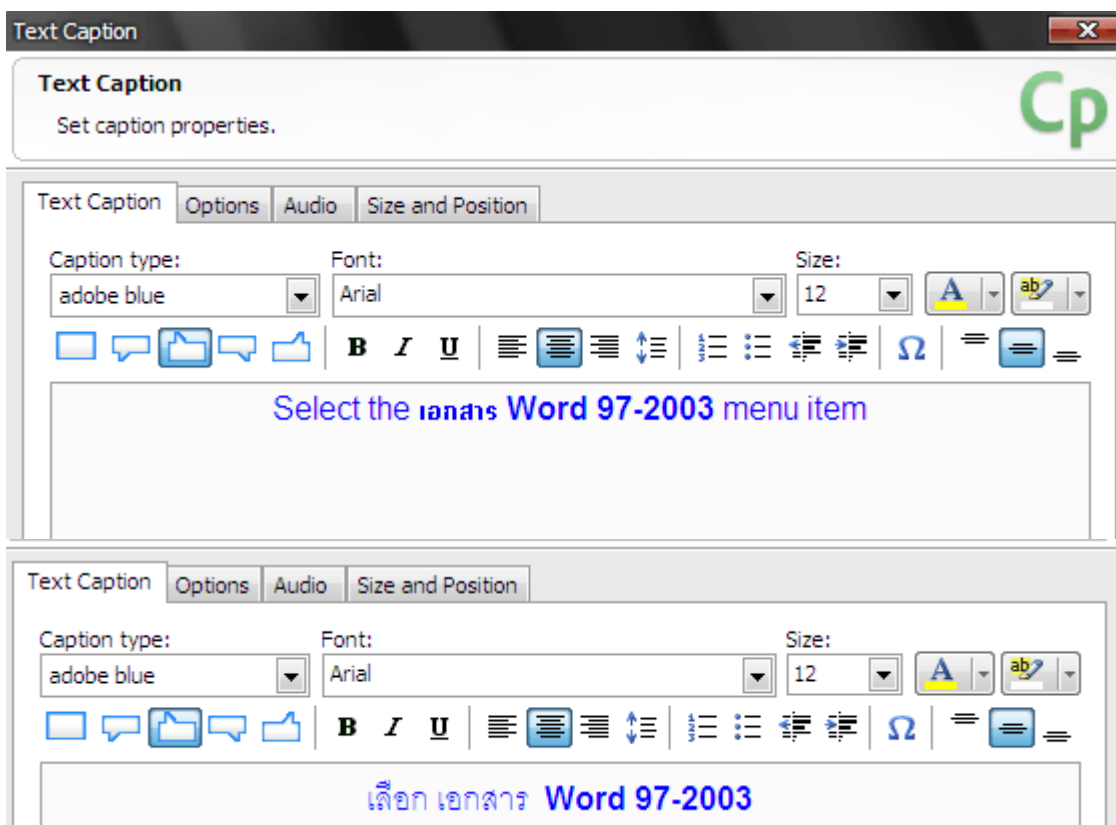 Text Caption
Text Caption
Set caption properties.
Cp
Text Caption Options Audio Size and Position
Caption type: Font: Size:
adobe blue Arial 12 A ab
B I U Ω
Select the เอกสาร Word 97-2003 menu item
Text Caption Options Audio Size and Position
Caption type: Font: Size:
adobe blue Arial 12 A ab
B I U Ω
เลือก เอกสาร Word 97-2003